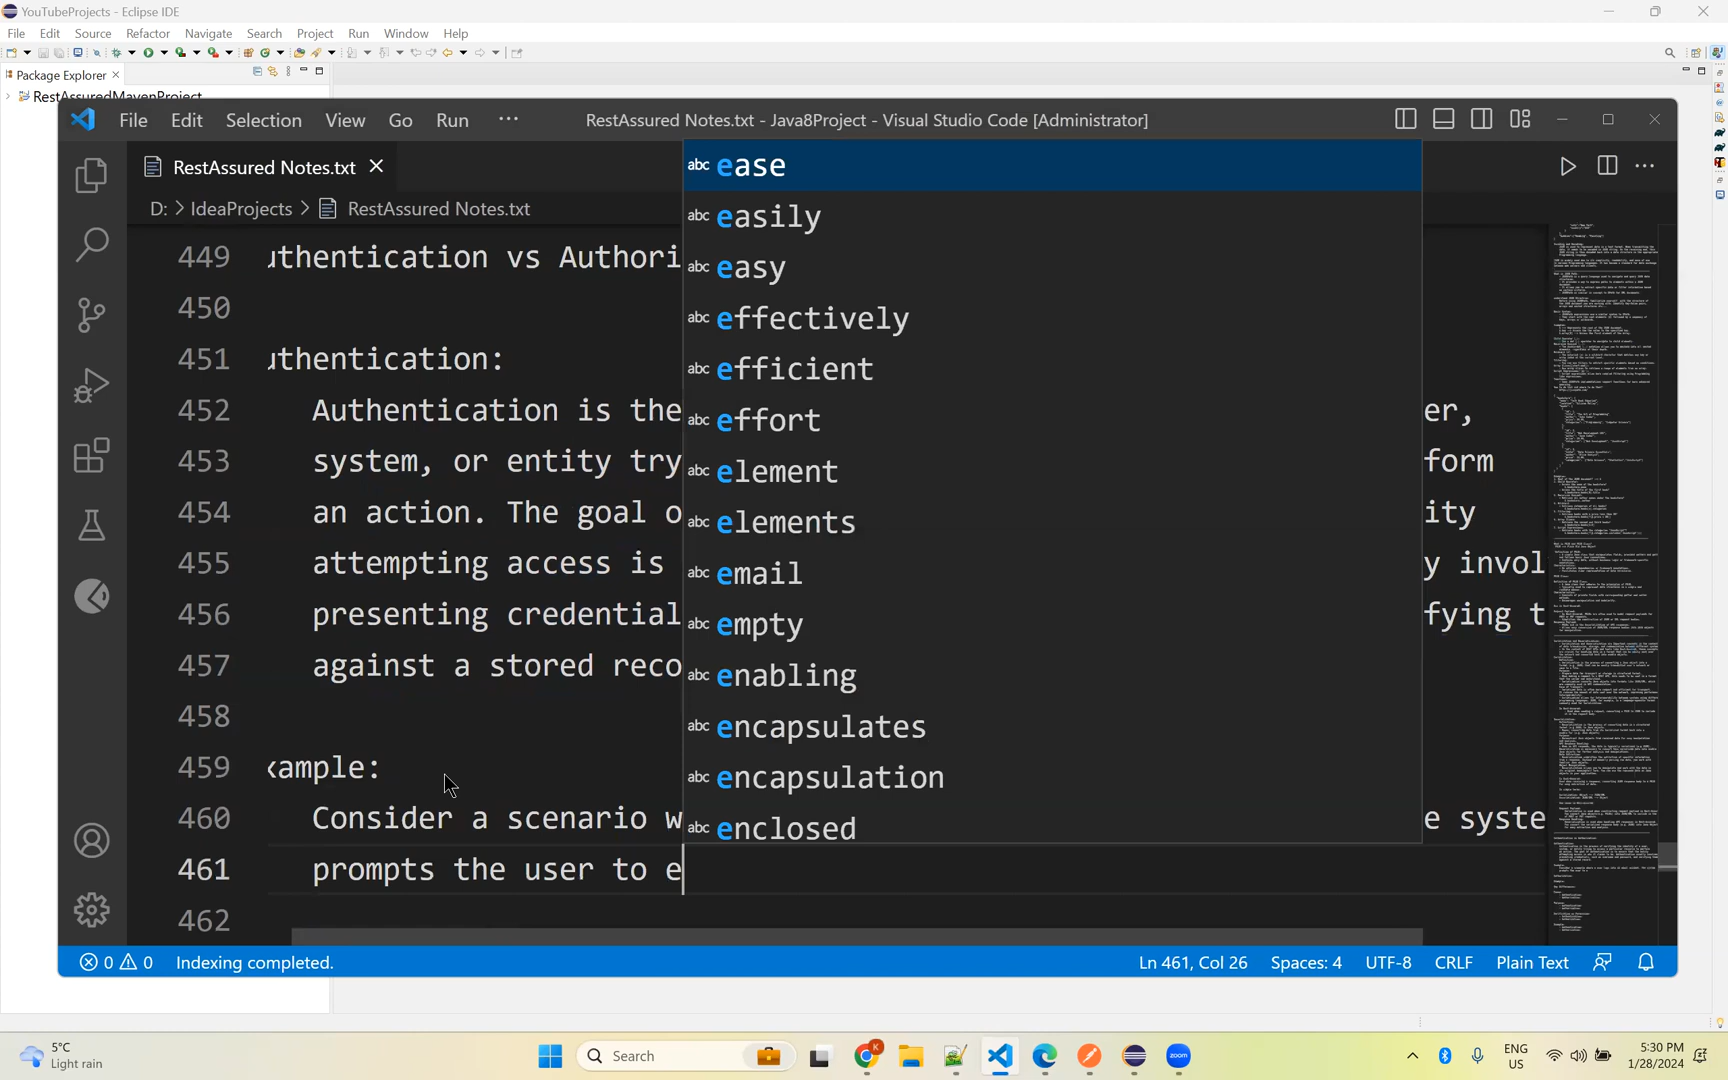 YouTubeProjects - Eclipse IDE
File Edit Source Refactor Navigate Search Project Run Window Help
Package Explorer
RestAssuredMavenProject
File Edit Selection View Go Run ··· RestAssured Notes.txt - Java8Project - Visual Studio Code [Administrator]
RestAssured Notes.txt
D: > IdeaProjects > RestAssured Notes.txt
449 uthentication vs Authori
450
451 uthentication:
452 Authentication is the er,
453 system, or entity try form
454 an action. The goal o ity
455 attempting access is y invol
456 presenting credential fying t
457 against a stored reco
458
459 xample:
460 Consider a scenario w e syste
461 prompts the user to e
462
abc ease
abc easily
abc easy
abc effectively
abc efficient
abc effort
abc element
abc elements
abc email
abc empty
abc enabling
abc encapsulates
abc encapsulation
abc enclosed
0 0 Indexing completed. Ln 461, Col 26 Spaces: 4 UTF-8 CRLF Plain Text
5°C
Light rain
Search
K
zoom
ENG
US
5:30 PM
1/28/2024